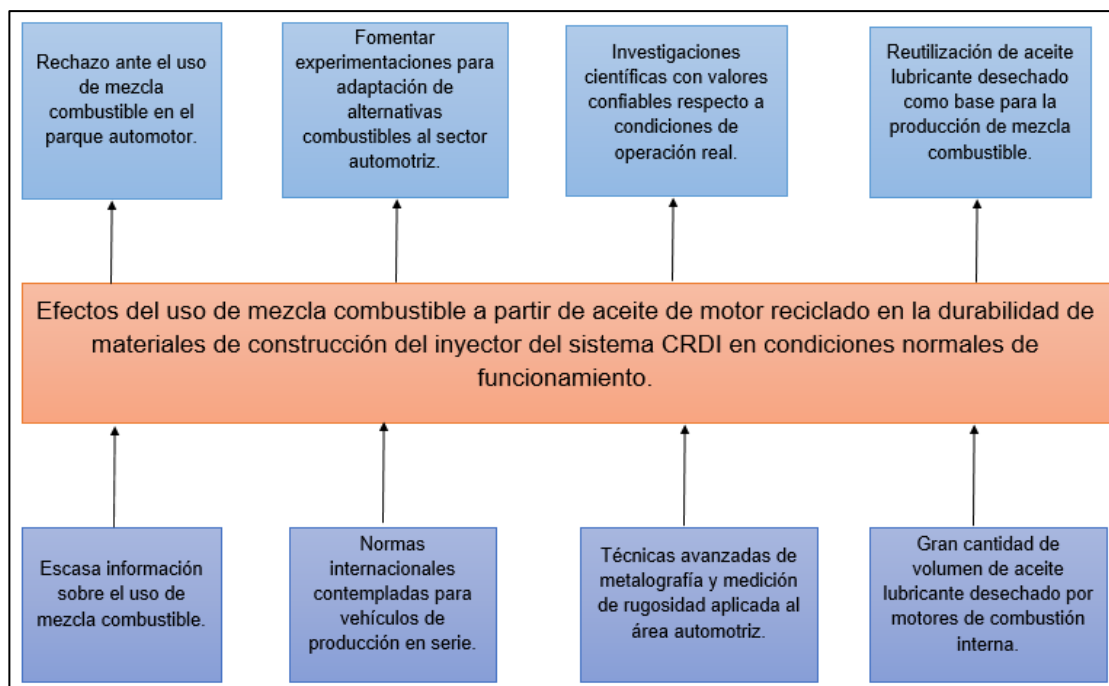 Rechazo ante el uso
de mezcla
combustible en el
parque automotor.
Fomentar
experimentaciones para
adaptación de
alternativas
combustibles al sector
automotriz.
Investigaciones
científicas con valores
confiables respecto a
condiciones de
operación real.
Reutilización de aceite
lubricante desechado
como base para la
producción de mezcla
combustible.
Efectos del uso de mezcla combustible a partir de aceite de motor reciclado en la durabilidad de
materiales de construcción del inyector del sistema CRDI en condiciones normales de
funcionamiento.
Escasa información
sobre el uso de
mezcla combustible.
Normas
internacionales
contempladas para
vehículos de
producción en serie.
Técnicas avanzadas de
metalografía y medición
de rugosidad aplicada al
área automotriz.
Gran cantidad de
volumen de aceite
lubricante desechado por
motores de combustión
interna.